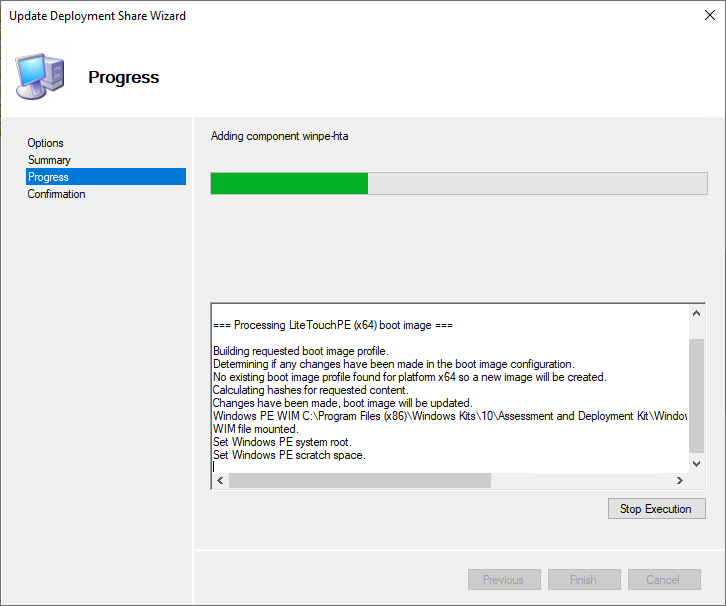 Update Deployment Share Wizard
Progress
Options
Summary
Progress
Confirmation
Adding component winpe-hta
=== Processing LiteTouchPE (x64) boot image ===
Building requested boot image profile.
Determining if any changes have been made in the boot image configuration.
No existing boot image profile found for platform x64 so a new image will be created.
Calculating hashes for requested content.
Changes have been made, boot image will be updated.
Windows PE WIM C:\Program Files (x86)\Windows Kits\10\Assessment and Deployment Kit\Window
WIM file mounted.
Set Windows PE system root.
Set Windows PE scratch space.
Stop Execution
Previous
Finish
Cancel